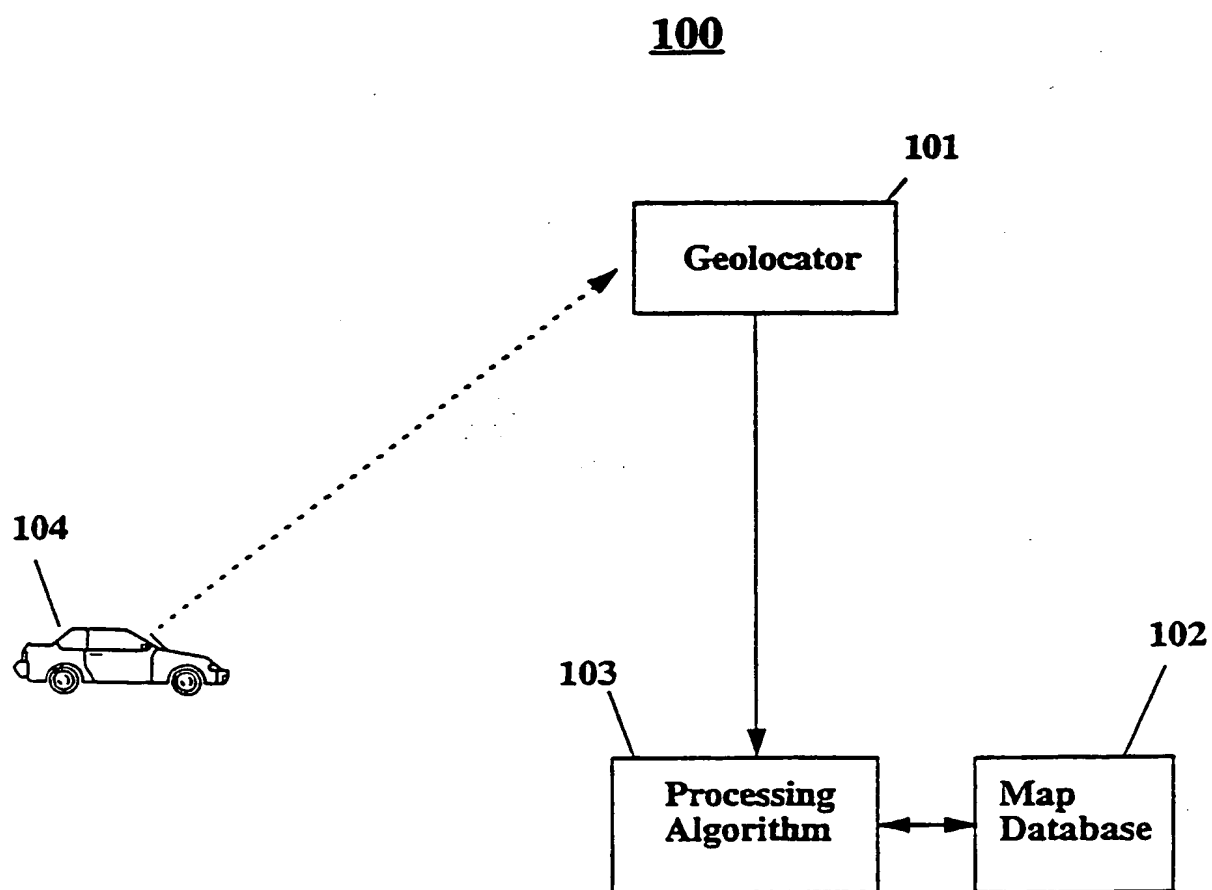 100
101
Geolocator
104
103
102
Processing
Algorithm
Map
Database